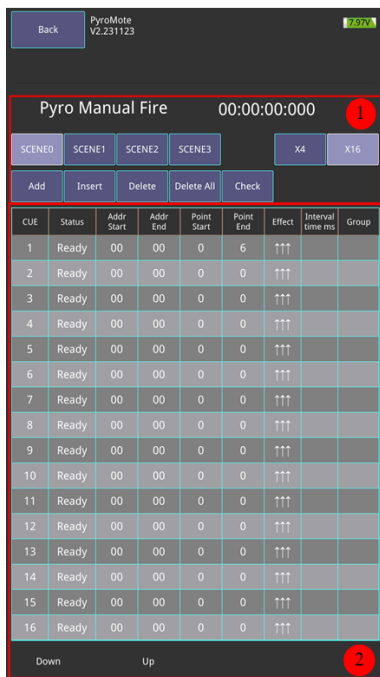 Back PyroMote 7.97V
V2.231123
Pyro Manual Fire 00:00:00:000 1
SCENE0 SCENE1 SCENE2 SCENE3 X4 X16
Add Insert Delete Delete All Check
CUE Status Addr Start Addr End Point Start Point End Effect Interval time ms Group
1 Ready 00 00 0 6 ↑↑↑
2 Ready 00 00 0 0 ↑↑↑
3 Ready 00 00 0 0 ↑↑↑
4 Ready 00 00 0 0 ↑↑↑
5 Ready 00 00 0 0 ↑↑↑
6 Ready 00 00 0 0 ↑↑↑
7 Ready 00 00 0 0 ↑↑↑
8 Ready 00 00 0 0 ↑↑↑
9 Ready 00 00 0 0 ↑↑↑
10 Ready 00 00 0 0 ↑↑↑
11 Ready 00 00 0 0 ↑↑↑
12 Ready 00 00 0 0 ↑↑↑
13 Ready 00 00 0 0 ↑↑↑
14 Ready 00 00 0 0 ↑↑↑
15 Ready 00 00 0 0 ↑↑↑
16 Ready 00 00 0 0 ↑↑↑
Down Up 2